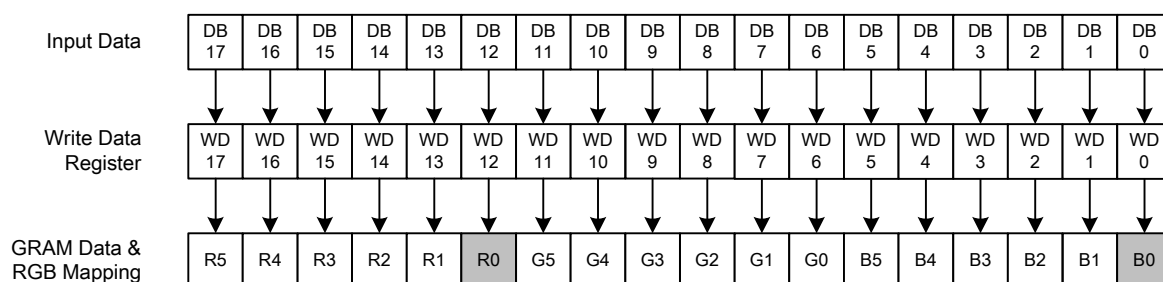 Input Data
DB DB DB DB DB DB DB DB DB DB DB DB DB DB DB DB DB DB
17 16 15 14 13 12 11 10 9 8 7 6 5 4 3 2 1 0
Write Data
Register
WD WD WD WD WD WD WD WD WD WD WD WD WD WD WD WD WD WD
17 16 15 14 13 12 11 10 9 8 7 6 5 4 3 2 1 0
GRAM Data &
RGB Mapping
R5 R4 R3 R2 R1 R0 G5 G4 G3 G2 G1 G0 B5 B4 B3 B2 B1 B0